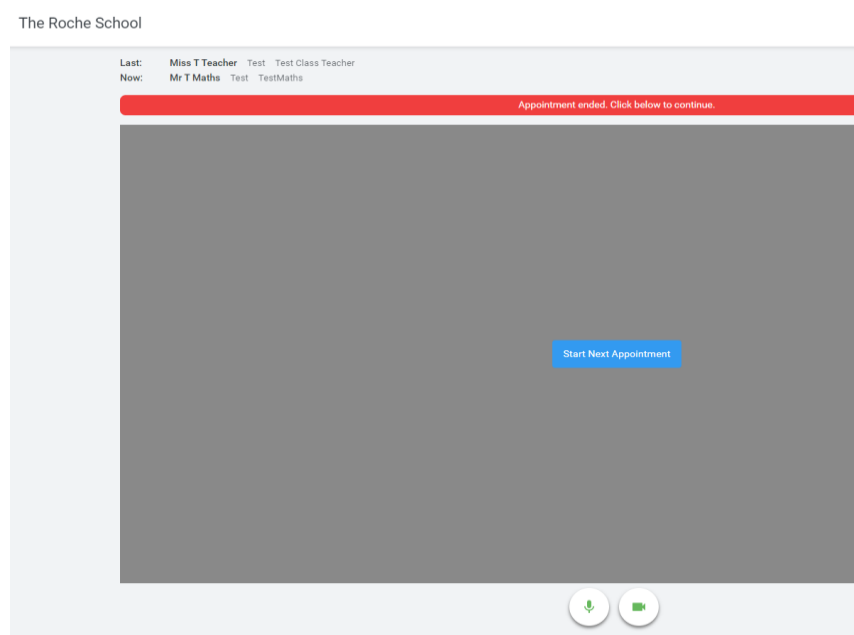 The Roche School
Last: Miss T Teacher Test Test Class Teacher
Now: Mr T Maths Test TestMaths
Appointment ended. Click below to continue.
Start Next Appointment